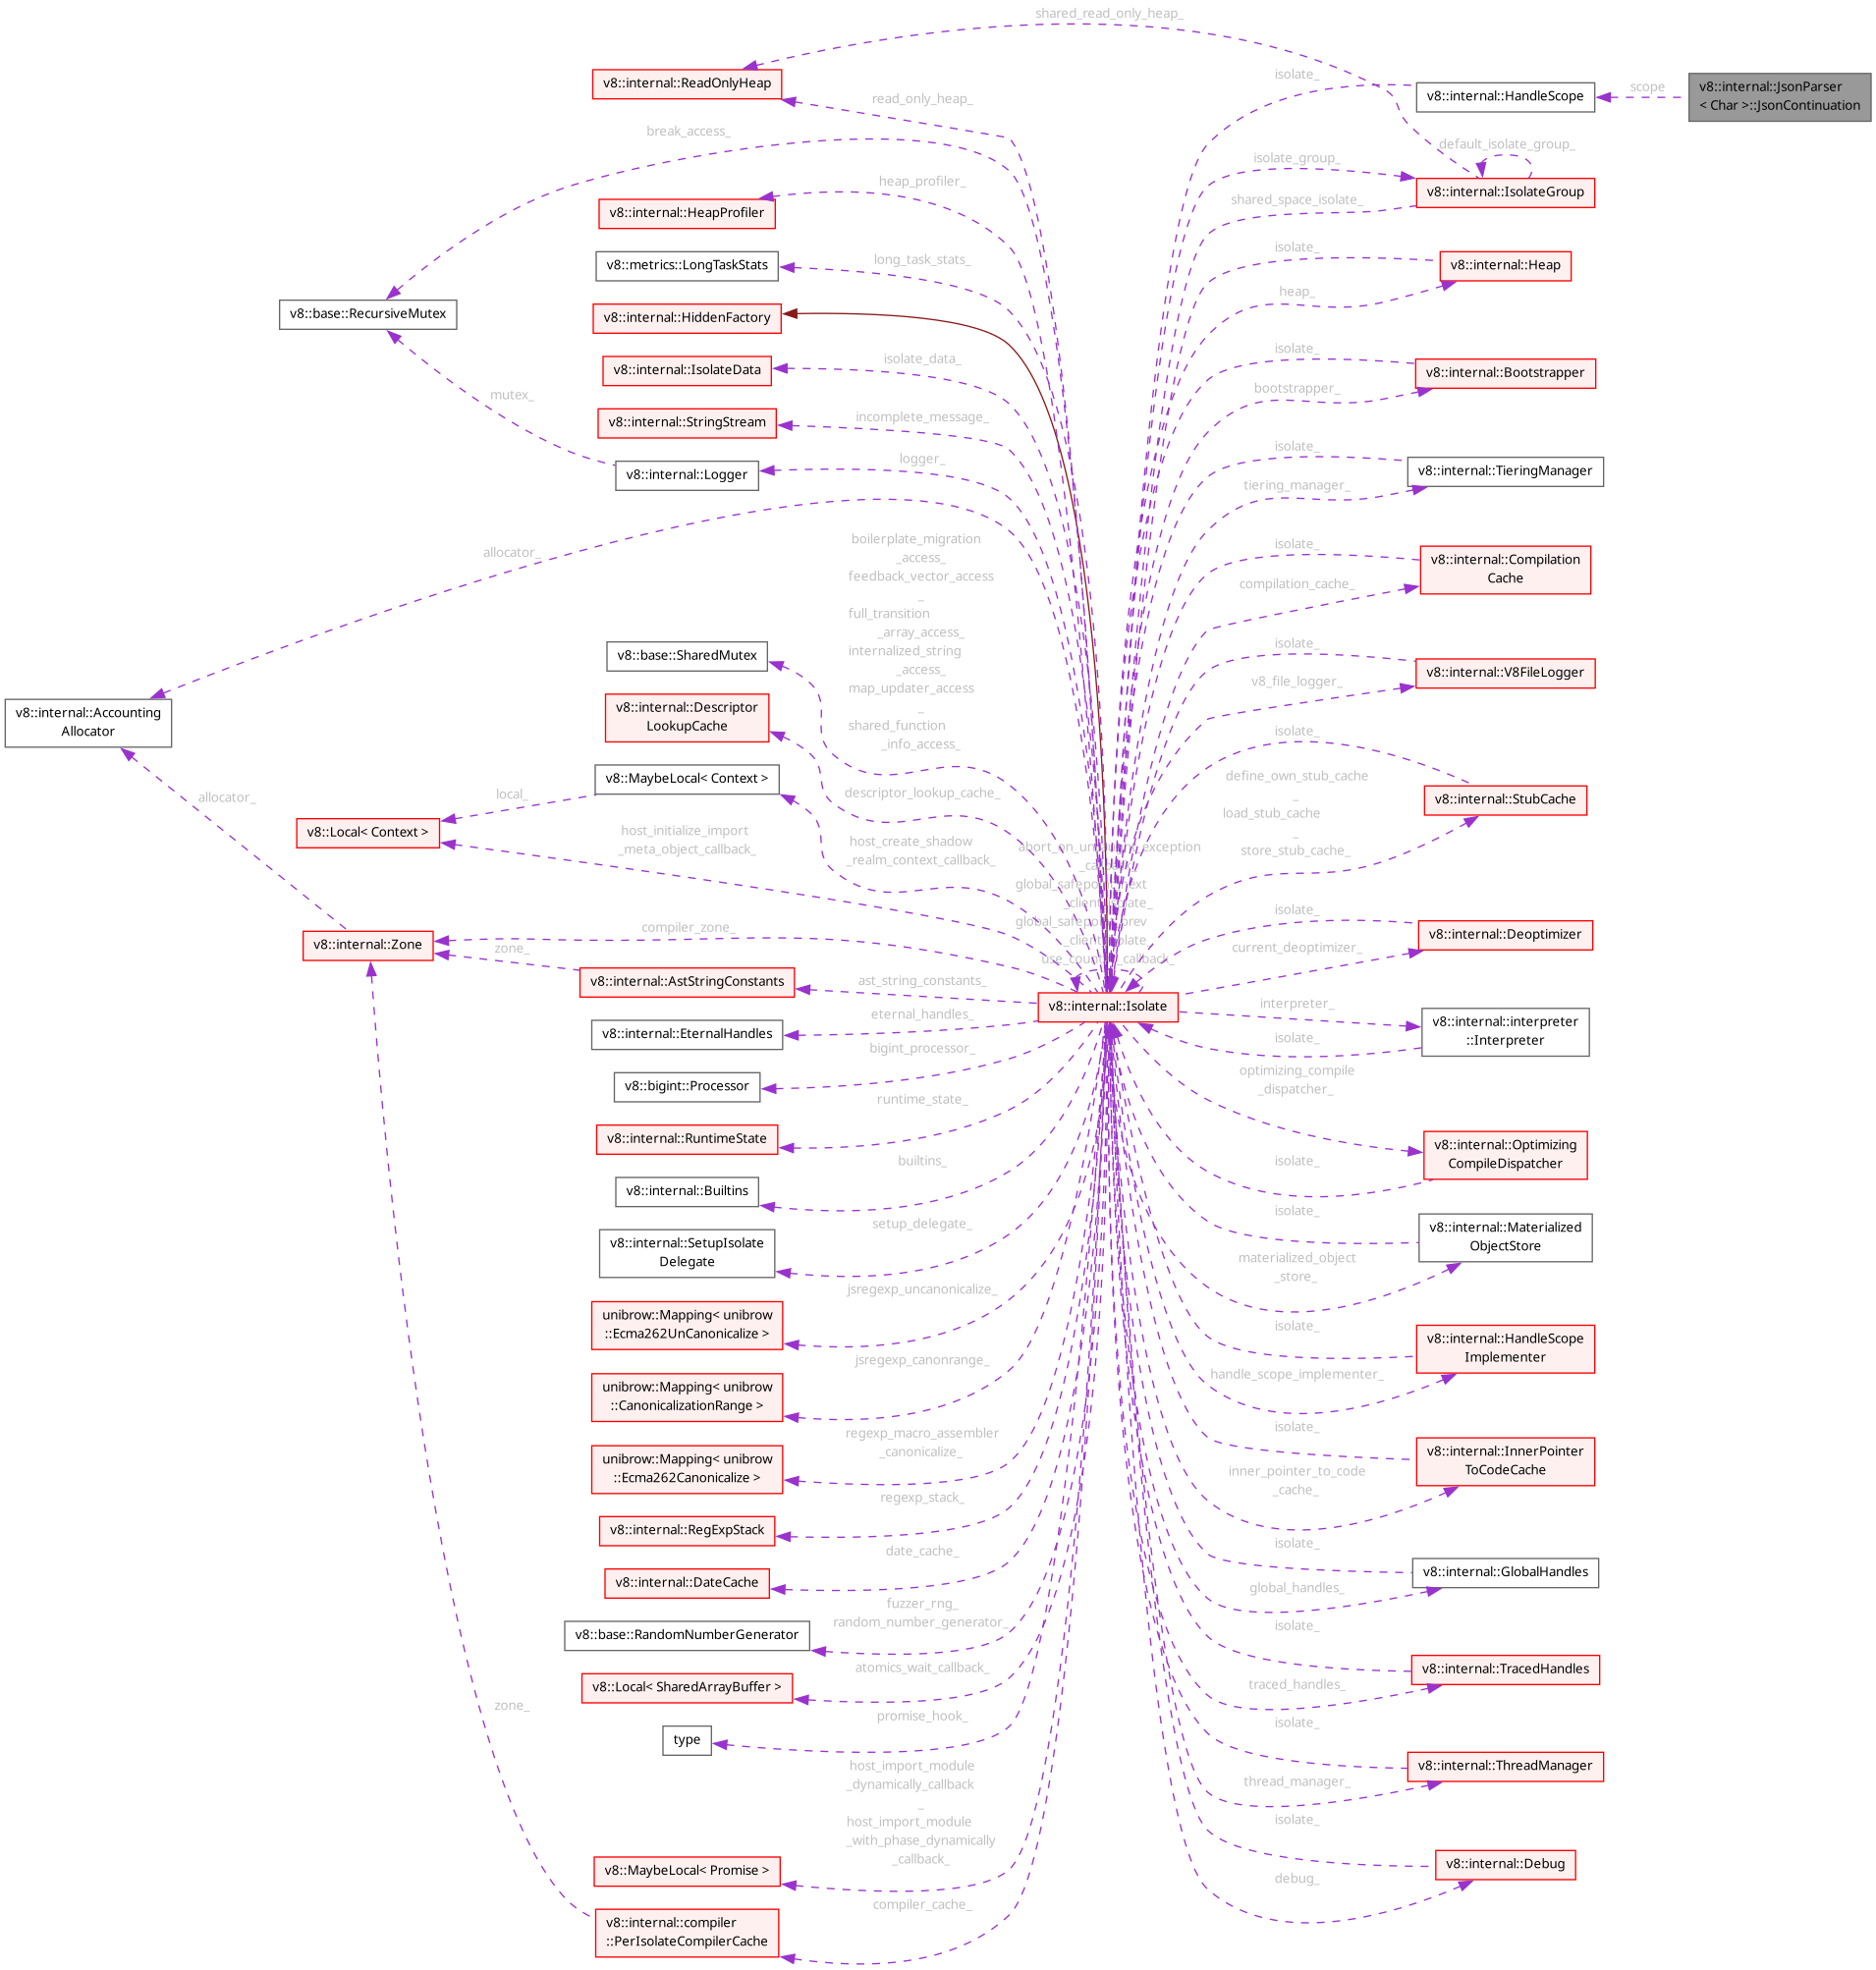 shared_read_only_heap_
v8::internal::ReadOnlyHeap
read_only_heap_
isolate_
v8::internal::HandleScope
scope
v8::internal::JsonParser
< Char >::JsonContinuation
break_access_
default_isolate_group_
isolate_group_
v8::internal::IsolateGroup
heap_profiler_
v8::internal::HeapProfiler
shared_space_isolate_
v8::metrics::LongTaskStats
long_task_stats_
isolate_
v8::internal::Heap
heap_
v8::base::RecursiveMutex
v8::internal::HiddenFactory
isolate_
v8::internal::IsolateData
isolate_data_
v8::internal::Bootstrapper
bootstrapper_
mutex_
v8::internal::StringStream
incomplete_message_
isolate_
v8::internal::Logger
logger_
v8::internal::TieringManager
tiering_manager_
allocator_
boilerplate_migration
_access_
feedback_vector_access
_
full_transition
_array_access_
internalized_string
_access_
map_updater_access
_
shared_function
_info_access_
isolate_
v8::internal::Compilation
Cache
compilation_cache_
v8::base::SharedMutex
isolate_
v8::internal::V8FileLogger
v8_file_logger_
v8::internal::Accounting
Allocator
v8::internal::Descriptor
LookupCache
descriptor_lookup_cache_
isolate_
v8::internal::StubCache
define_own_stub_cache
_
load_stub_cache
_
store_stub_cache_
allocator_
v8::MaybeLocal< Context >
local_
v8::Local< Context >
host_initialize_import
_meta_object_callback_
host_create_shadow
_realm_context_callback_
use_counter_callback_
v8::internal::Zone
compiler_zone_
zone_
v8::internal::AstStringConstants
ast_string_constants_
v8::internal::Isolate
isolate_
v8::internal::Deoptimizer
current_deoptimizer_
v8::internal::EternalHandles
eternal_handles_
interpreter_
v8::internal::interpreter
::Interpreter
isolate_
v8::bigint::Processor
bigint_processor_
optimizing_compile
_dispatcher_
v8::internal::RuntimeState
runtime_state_
v8::internal::Optimizing
CompileDispatcher
isolate_
v8::internal::Builtins
builtins_
v8::internal::SetupIsolate
Delegate
setup_delegate_
isolate_
v8::internal::Materialized
ObjectStore
materialized_object
_store_
unibrow::Mapping< unibrow
::Ecma262UnCanonicalize >
jsregexp_uncanonicalize_
isolate_
v8::internal::HandleScope
Implementer
handle_scope_implementer_
unibrow::Mapping< unibrow
::CanonicalizationRange >
jsregexp_canonrange_
isolate_
v8::internal::InnerPointer
ToCodeCache
inner_pointer_to_code
_cache_
unibrow::Mapping< unibrow
::Ecma262Canonicalize >
regexp_macro_assembler
_canonicalize_
v8::internal::RegExpStack
regexp_stack_
isolate_
v8::internal::GlobalHandles
global_handles_
v8::internal::DateCache
date_cache_
v8::base::RandomNumberGenerator
fuzzer_rng_
random_number_generator_
isolate_
v8::internal::TracedHandles
traced_handles_
v8::Local< SharedArrayBuffer >
atomics_wait_callback_
zone_
type
promise_hook_
isolate_
v8::internal::ThreadManager
thread_manager_
v8::MaybeLocal< Promise >
host_import_module
_dynamically_callback
_
host_import_module
_with_phase_dynamically
_callback_
isolate_
v8::internal::Debug
debug_
v8::internal::compiler
::PerIsolateCompilerCache
compiler_cache_